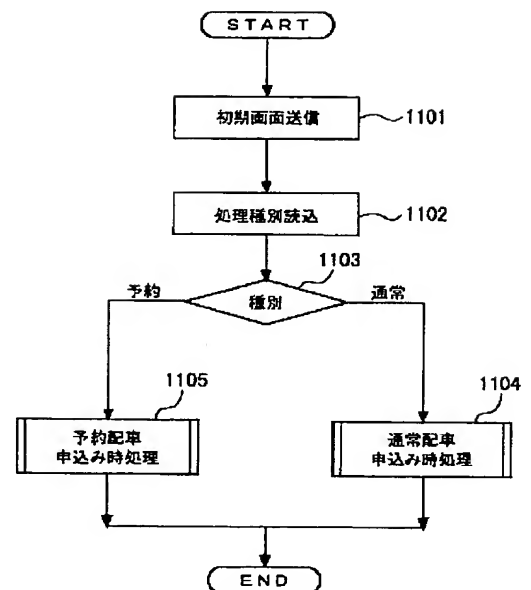 START
初期画面送信
1101
処理種別読込
1102
1103
予約
種別
通常
1105
1104
予約配車
申込み時処理
通常配車
申込み時処理
END